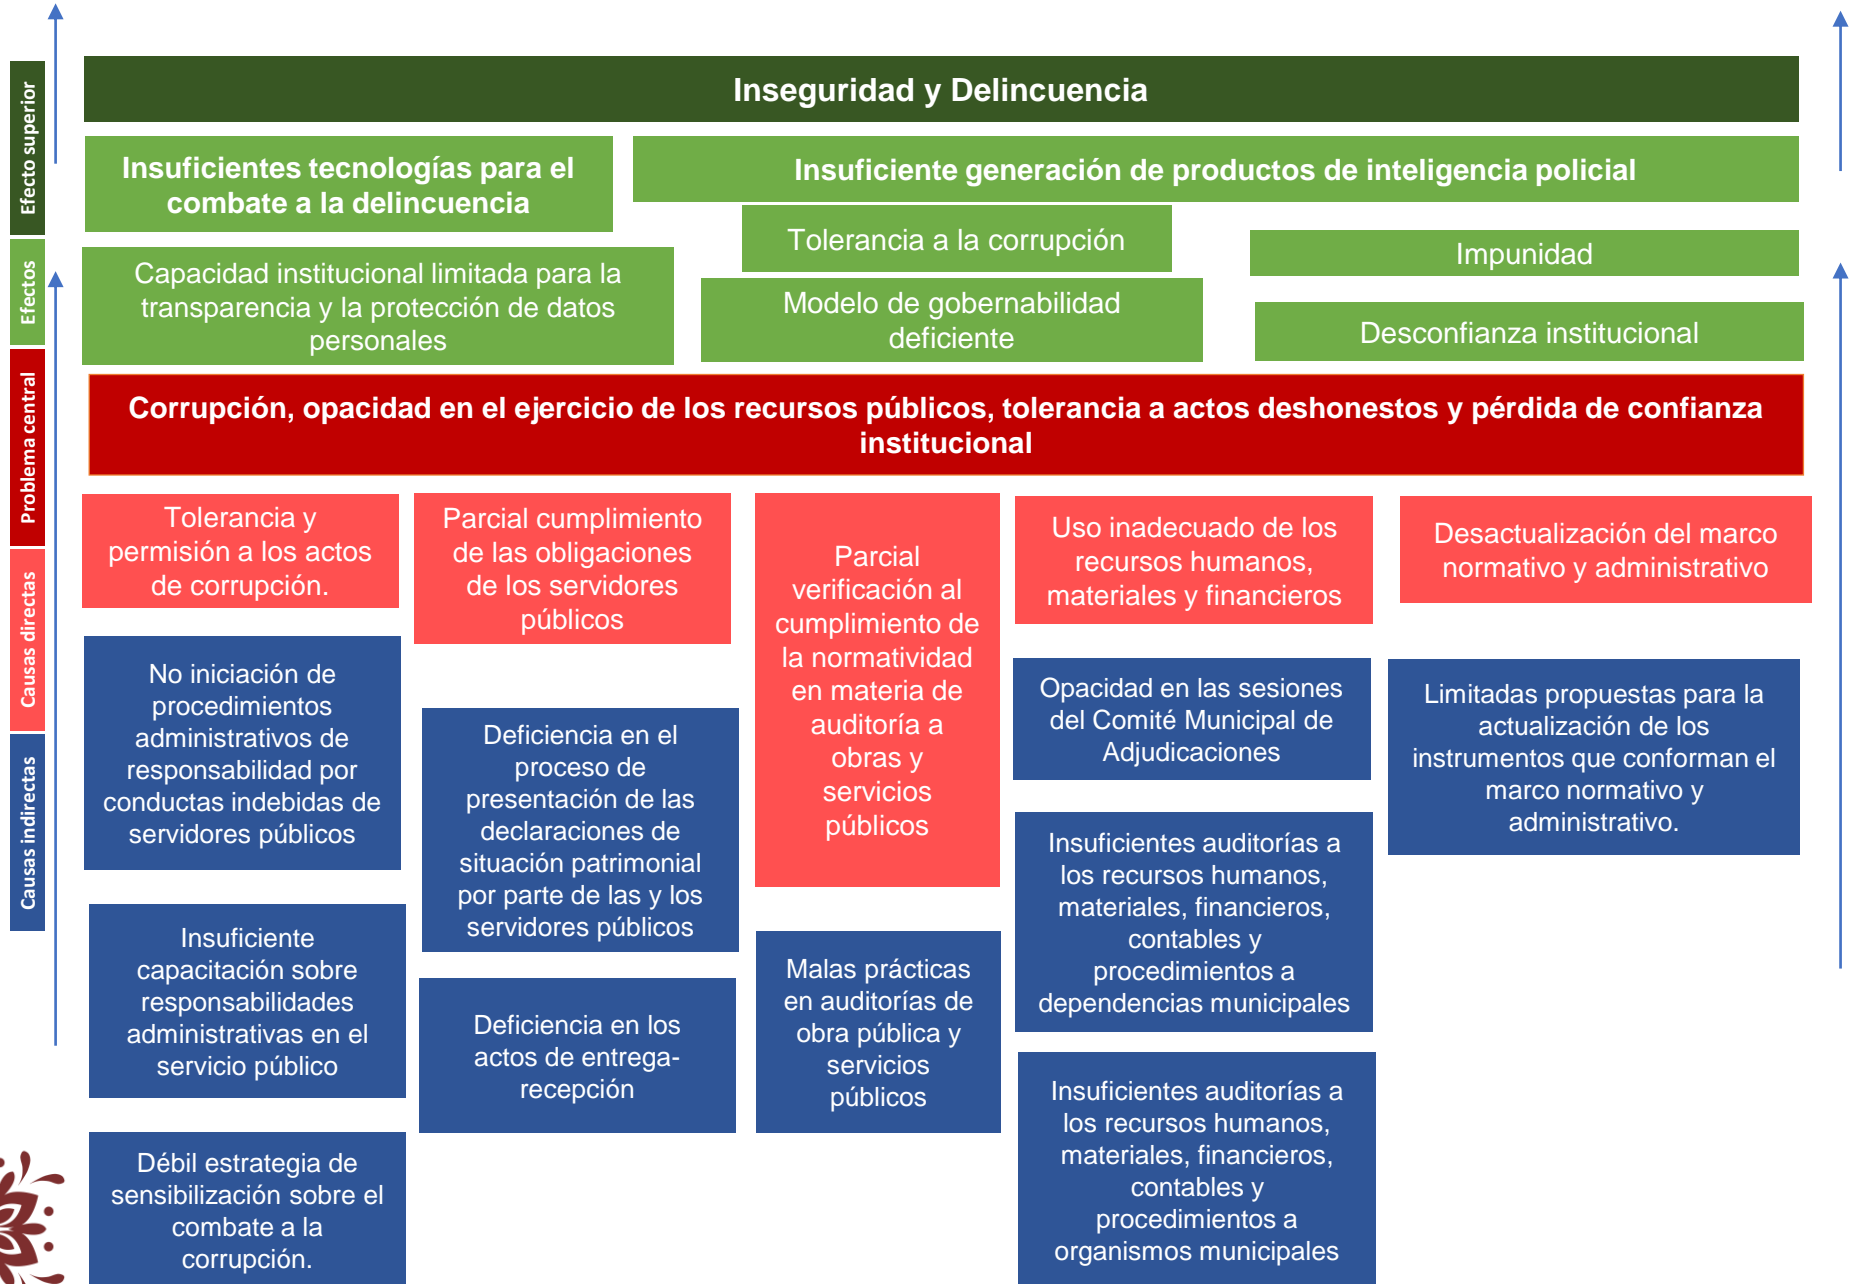 Efecto superior
Efectos
Problema central
Causas directas
Causas indirectas
Inseguridad y Delincuencia
Insuficientes tecnologías para el
combate a la delincuencia
Insuficiente generación de productos de inteligencia policial
Tolerancia a la corrupción
Impunidad
Capacidad institucional limitada para la
transparencia y la protección de datos
personales
Modelo de gobernabilidad
deficiente
Desconfianza institucional
Corrupción, opacidad en el ejercicio de los recursos públicos, tolerancia a actos deshonestos y pérdida de confianza
institucional
Tolerancia y
permisión a los actos
de corrupción.
Parcial cumplimiento
de las obligaciones
de los servidores
públicos
Parcial
verificación al
cumplimiento de
la normatividad
en materia de
auditoría a
obras y
servicios
públicos
Uso inadecuado de los
recursos humanos,
materiales y financieros
Desactualización del marco
normativo y administrativo
No iniciación de
procedimientos
administrativos de
responsabilidad por
conductas indebidas de
servidores públicos
Deficiencia en el
proceso de
presentación de las
declaraciones de
situación patrimonial
por parte de las y los
servidores públicos
Opacidad en las sesiones
del Comité Municipal de
Adjudicaciones
Limitadas propuestas para la
actualización de los
instrumentos que conforman el
marco normativo y
administrativo.
Insuficientes auditorías a
los recursos humanos,
materiales, financieros,
contables y
procedimientos a
dependencias municipales
Insuficiente
capacitación sobre
responsabilidades
administrativas en el
servicio público
Deficiencia en los
actos de entrega-
recepción
Malas prácticas
en auditorías de
obra pública y
servicios
públicos
Insuficientes auditorías a
los recursos humanos,
materiales, financieros,
contables y
procedimientos a
organismos municipales
Débil estrategia de
sensibilización sobre el
combate a la
corrupción.